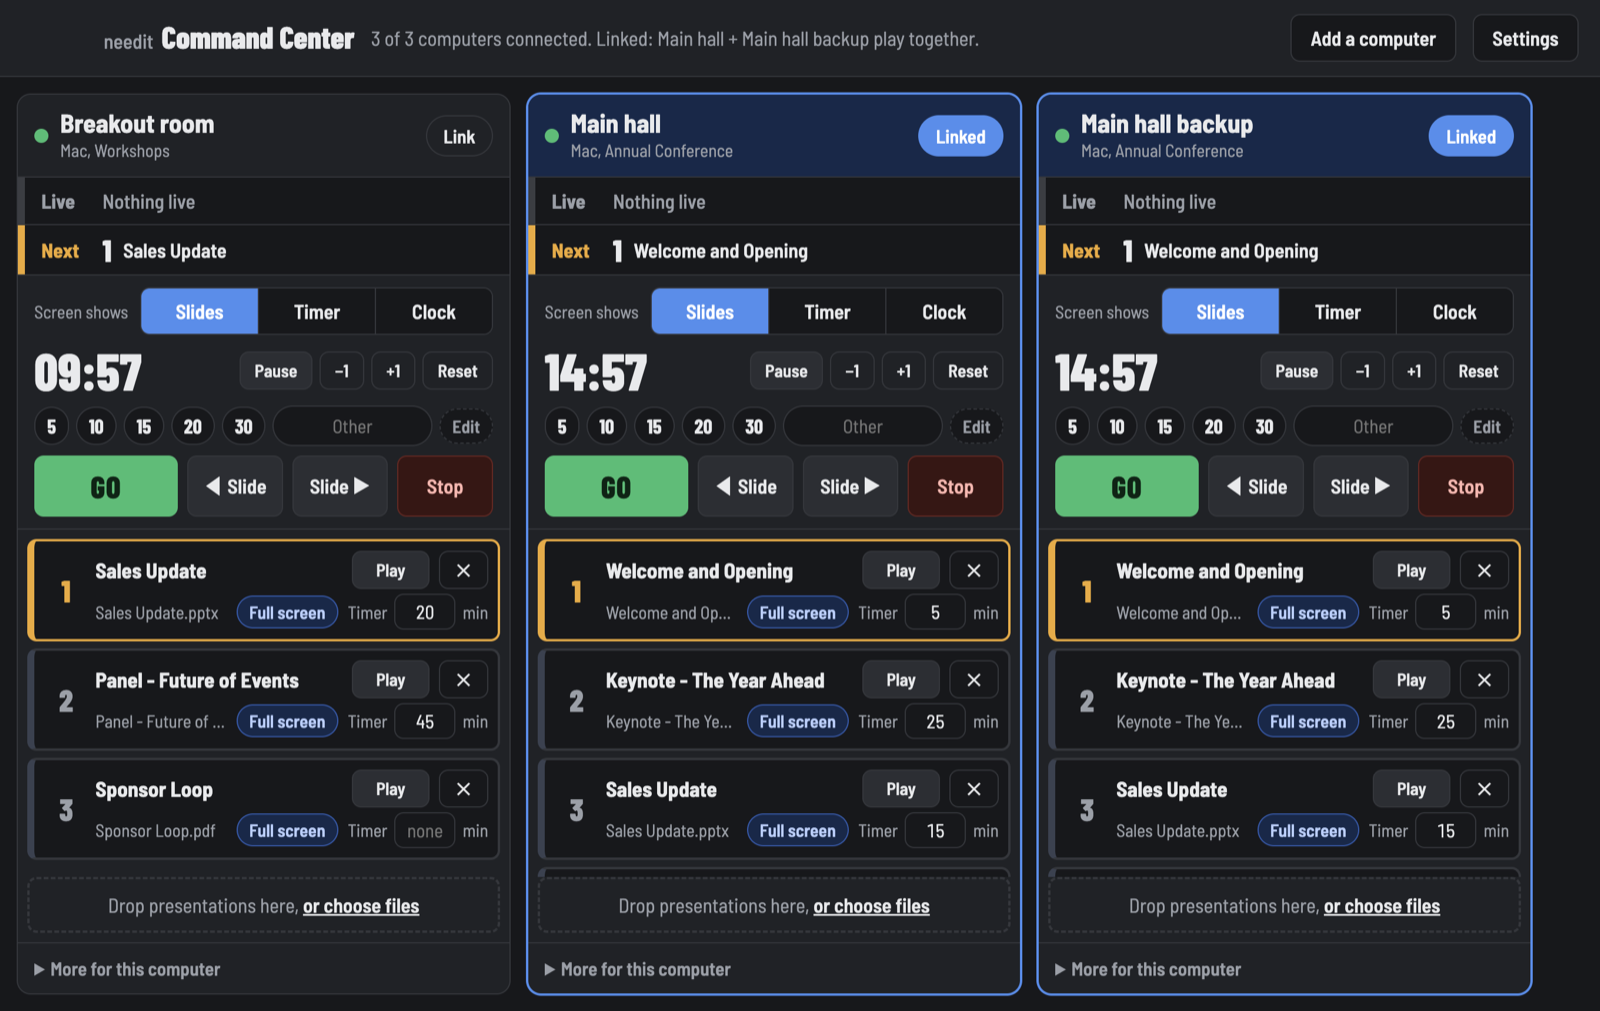 needit Command Center 3 of 3 computers connected. Linked: Main hall + Main hall backup play together. Add a computer Settings
Breakout room
Mac, Workshops
Link
Live Nothing live
Next 1 Sales Update
Screen shows Slides Timer Clock
09:57 Pause -1 +1 Reset
5 10 15 20 30 Other Edit
GO ◀ Slide Slide ▶ Stop
1 Sales Update Play ✕
Sales Update.pptx Full screen Timer 20 min
2 Panel - Future of Events Play ✕
Panel - Future of ... Full screen Timer 45 min
3 Sponsor Loop Play ✕
Sponsor Loop.pdf Full screen Timer none min
Drop presentations here, or choose files
▶ More for this computer
Main hall
Mac, Annual Conference
Linked
Live Nothing live
Next 1 Welcome and Opening
Screen shows Slides Timer Clock
14:57 Pause -1 +1 Reset
5 10 15 20 30 Other Edit
GO ◀ Slide Slide ▶ Stop
1 Welcome and Opening Play ✕
Welcome and Op... Full screen Timer 5 min
2 Keynote - The Year Ahead Play ✕
Keynote - The Ye... Full screen Timer 25 min
3 Sales Update Play ✕
Sales Update.pptx Full screen Timer 15 min
Drop presentations here, or choose files
▶ More for this computer
Main hall backup
Mac, Annual Conference
Linked
Live Nothing live
Next 1 Welcome and Opening
Screen shows Slides Timer Clock
14:57 Pause -1 +1 Reset
5 10 15 20 30 Other Edit
GO ◀ Slide Slide ▶ Stop
1 Welcome and Opening Play ✕
Welcome and Op... Full screen Timer 5 min
2 Keynote - The Year Ahead Play ✕
Keynote - The Ye... Full screen Timer 25 min
3 Sales Update Play ✕
Sales Update.pptx Full screen Timer 15 min
Drop presentations here, or choose files
▶ More for this computer